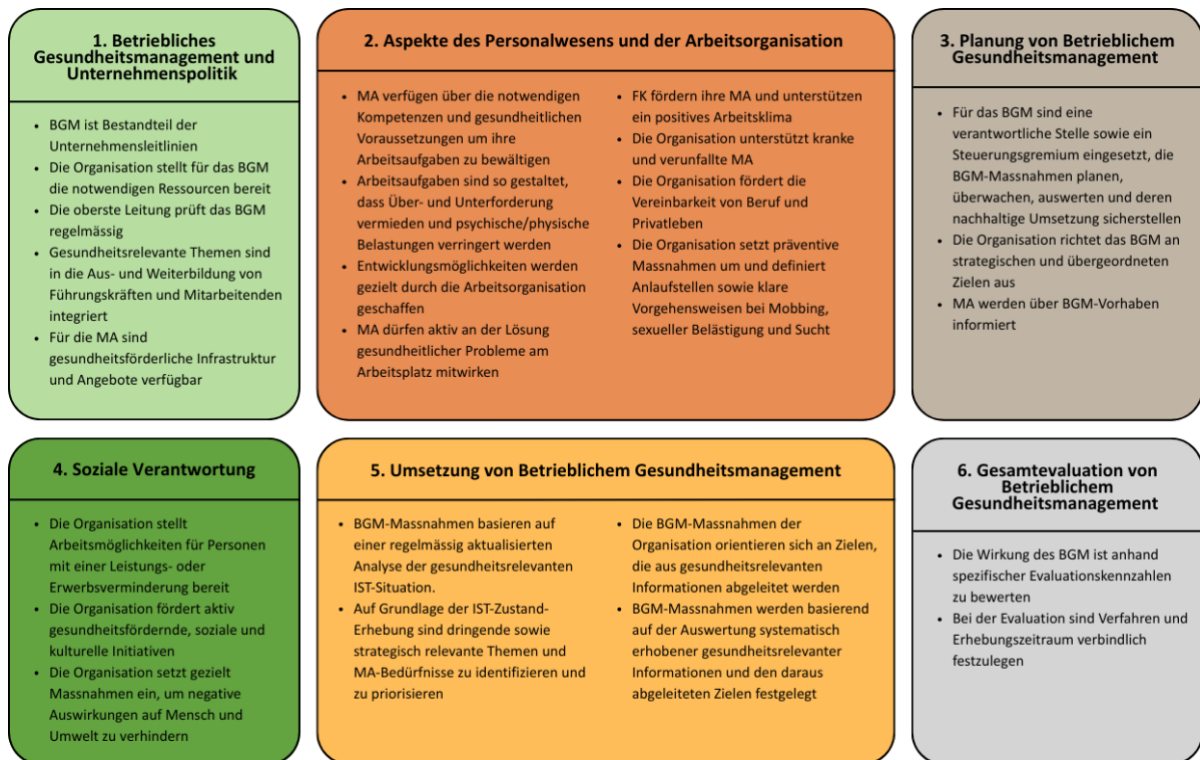 1. Betriebliches
Gesundheitsmanagement und
Unternehmenspolitik
• BGM ist Bestandteil der
Unternehmensleitlinien
• Die Organisation stellt für das BGM
die notwendigen Ressourcen bereit
• Die oberste Leitung prüft das BGM
regelmässig
• Gesundheitsrelevante Themen sind
in die Aus- und Weiterbildung von
Führungskräften und Mitarbeitenden
integriert
• Für die MA sind
gesundheitsförderliche Infrastruktur
und Angebote verfügbar
2. Aspekte des Personalwesens und der Arbeitsorganisation
• MA verfügen über die notwendigen
Kompetenzen und gesundheitlichen
Voraussetzungen um ihre
Arbeitsaufgaben zu bewältigen
• Arbeitsaufgaben sind so gestaltet,
dass Über- und Unterforderung
vermieden und psychische/physische
Belastungen verringert werden
• Entwicklungsmöglichkeiten werden
gezielt durch die Arbeitsorganisation
geschaffen
• MA dürfen aktiv an der Lösung
gesundheitlicher Probleme am
Arbeitsplatz mitwirken
• FK fördern ihre MA und unterstützen
ein positives Arbeitsklima
• Die Organisation unterstützt kranke
und verunfallte MA
• Die Organisation fördert die
Vereinbarkeit von Beruf und
Privatleben
• Die Organisation setzt präventive
Massnahmen um und definiert
Anlaufstellen sowie klare
Vorgehensweisen bei Mobbing,
sexueller Belästigung und Sucht
3. Planung von Betrieblichem
Gesundheitsmanagement
• Für das BGM sind eine
verantwortliche Stelle sowie ein
Steuerungsgremium eingesetzt, die
BGM-Massnahmen planen,
überwachen, auswerten und deren
nachhaltige Umsetzung sicherstellen
• Die Organisation richtet das BGM an
strategischen und übergeordneten
Zielen aus
• MA werden über BGM-Vorhaben
informiert
4. Soziale Verantwortung
• Die Organisation stellt
Arbeitsmöglichkeiten für Personen
mit einer Leistungs- oder
Erwerbsverminderung bereit
• Die Organisation fördert aktiv
gesundheitsfördernde, soziale und
kulturelle Initiativen
• Die Organisation setzt gezielt
Massnahmen ein, um negative
Auswirkungen auf Mensch und
Umwelt zu verhindern
5. Umsetzung von Betrieblichem Gesundheitsmanagement
• BGM-Massnahmen basieren auf
einer regelmässig aktualisierten
Analyse der gesundheitsrelevanten
IST-Situation.
• Auf Grundlage der IST-Zustand-
Erhebung sind dringende sowie
strategisch relevante Themen und
MA-Bedürfnisse zu identifizieren und
zu priorisieren
• Die BGM-Massnahmen der
Organisation orientieren sich an Zielen,
die aus gesundheitsrelevanten
Informationen abgeleitet werden
• BGM-Massnahmen werden basierend
auf der Auswertung systematisch
erhobener gesundheitsrelevanter
Informationen und den daraus
abgeleiteten Zielen festgelegt
6. Gesamtevaluation von
Betrieblichem
Gesundheitsmanagement
• Die Wirkung des BGM ist anhand
spezifischer Evaluationskennzahlen
zu bewerten
• Bei der Evaluation sind Verfahren und
Erhebungszeitraum verbindlich
festzulegen